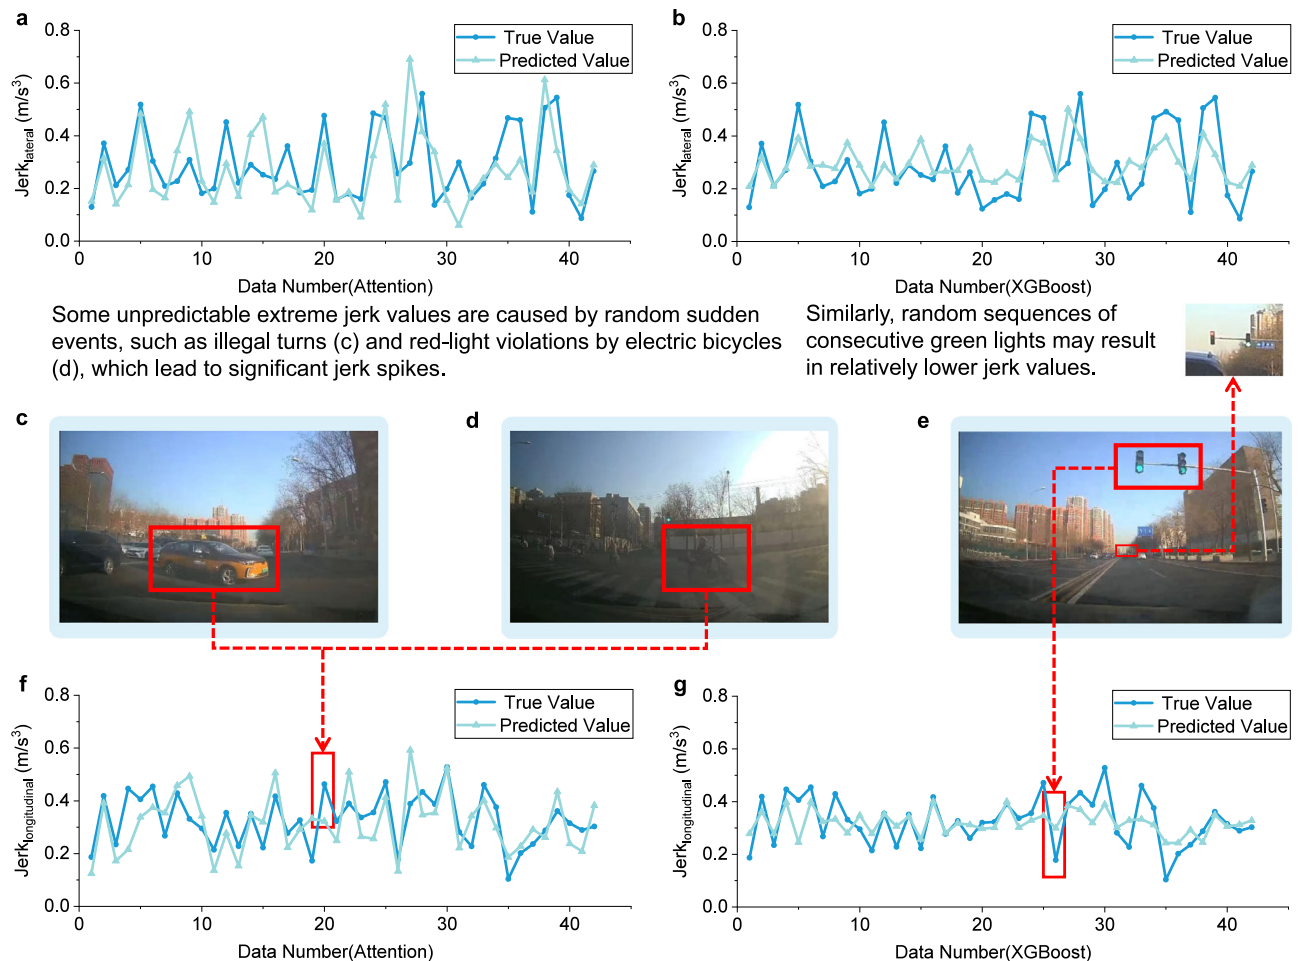 a
0.8
0.6
0.4
0.2
0.0
Jerk_lateral (m/s³)
True Value
Predicted Value
0
10
20
30
40
Data Number(Attention)
b
0.8
0.6
0.4
0.2
0.0
Jerk_lateral (m/s³)
True Value
Predicted Value
0
10
20
30
40
Data Number(XGBoost)
Some unpredictable extreme jerk values are caused by random sudden
events, such as illegal turns (c) and red-light violations by electric bicycles
(d), which lead to significant jerk spikes.
Similarly, random sequences of
consecutive green lights may result
in relatively lower jerk values.
c
d
e
f
0.8
0.6
0.4
0.2
0.0
Jerk_longitudinal (m/s³)
True Value
Predicted Value
0
10
20
30
40
Data Number(Attention)
g
0.8
0.6
0.4
0.2
0.0
Jerk_longitudinal (m/s³)
True Value
Predicted Value
0
10
20
30
40
Data Number(XGBoost)